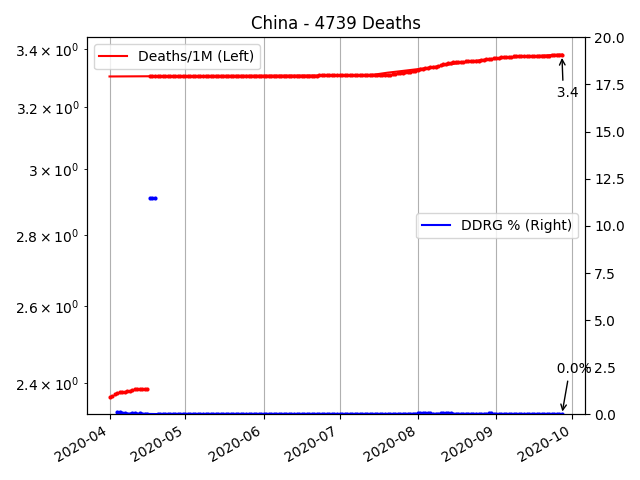 China - 4739 Deaths
Deaths/1M (Left)
DDRG % (Right)
3.4 × 10⁰
3.2 × 10⁰
3 × 10⁰
2.8 × 10⁰
2.6 × 10⁰
2.4 × 10⁰
20.0
17.5
15.0
12.5
10.0
7.5
5.0
2.5
0.0
3.4
0.0%
2020-04
2020-05
2020-06
2020-07
2020-08
2020-09
2020-10